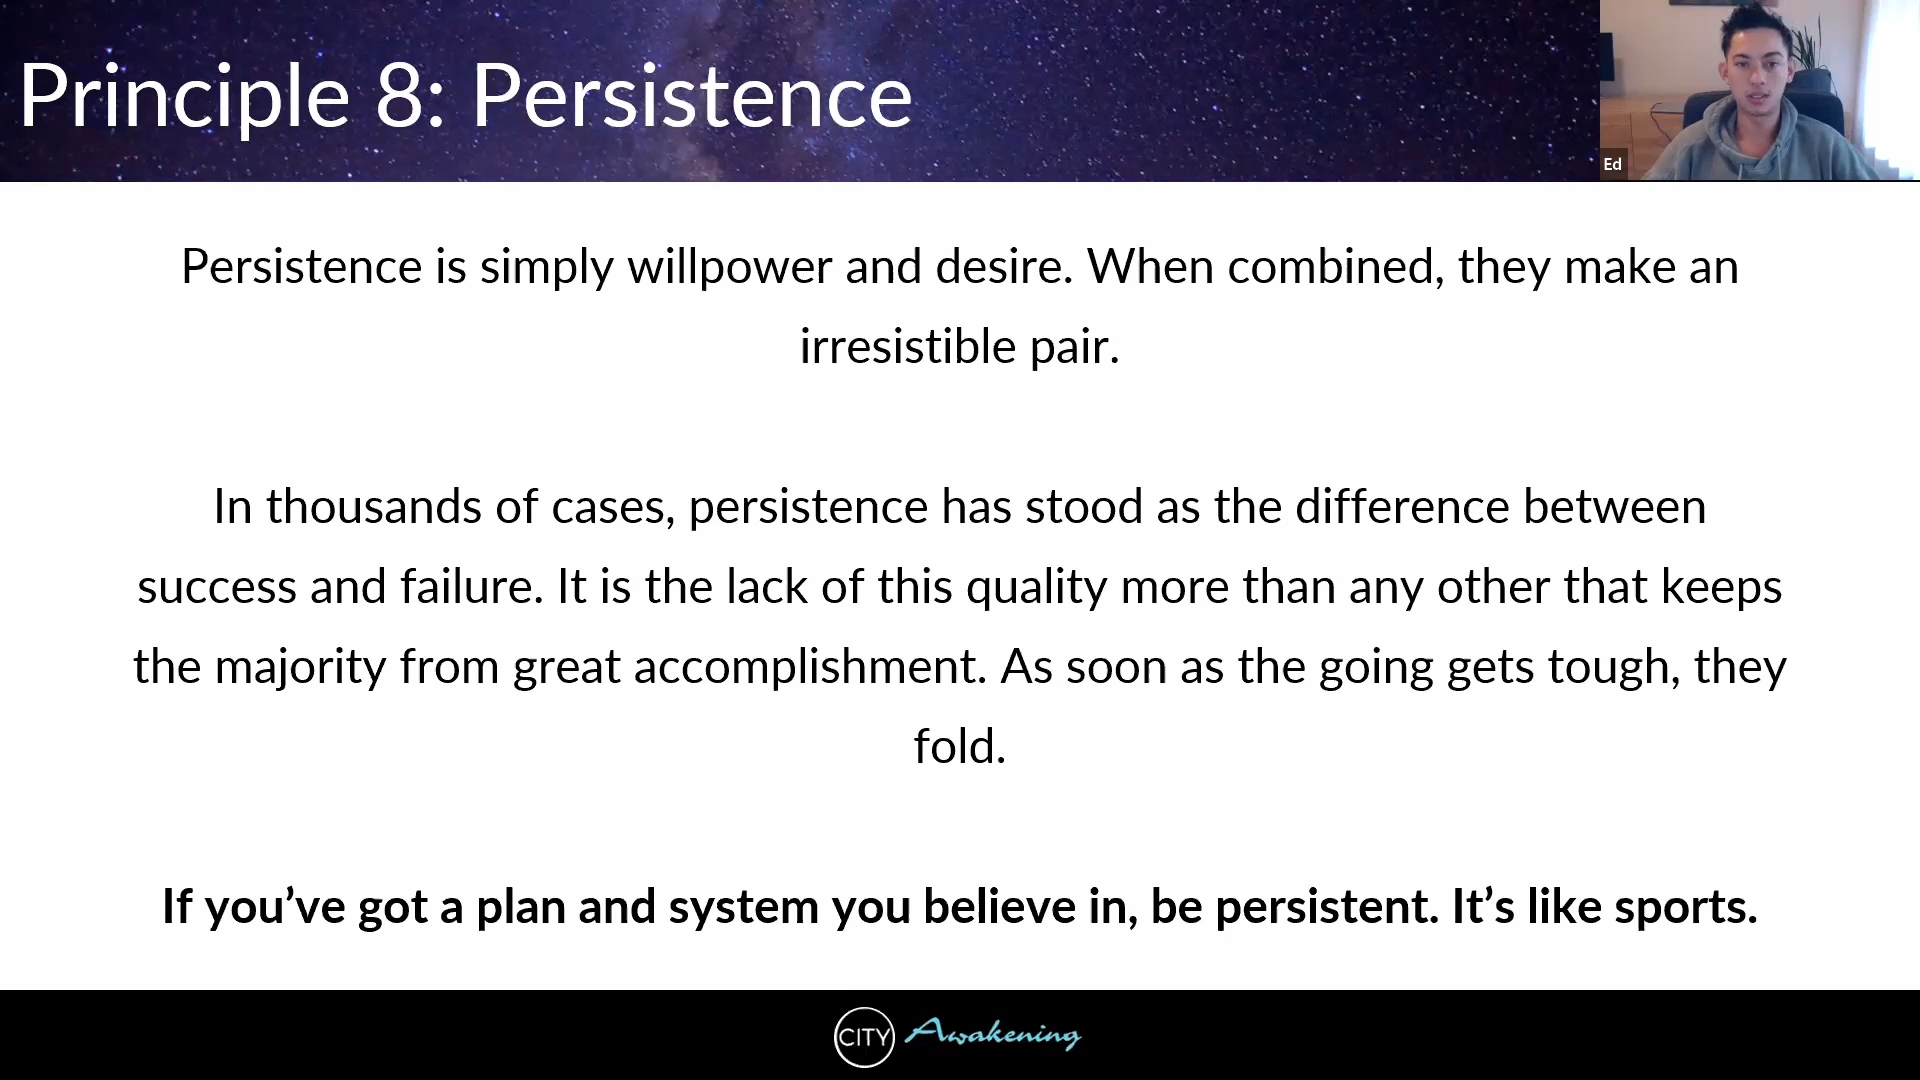 Principle 8: Persistence
Ed
Persistence is simply willpower and desire. When combined, they make an
irresistible pair.
In thousands of cases, persistence has stood as the difference between
success and failure. It is the lack of this quality more than any other that keeps
the majority from great accomplishment. As soon as the going gets tough, they
fold.
If you’ve got a plan and system you believe in, be persistent. It’s like sports.
CITY Awakening